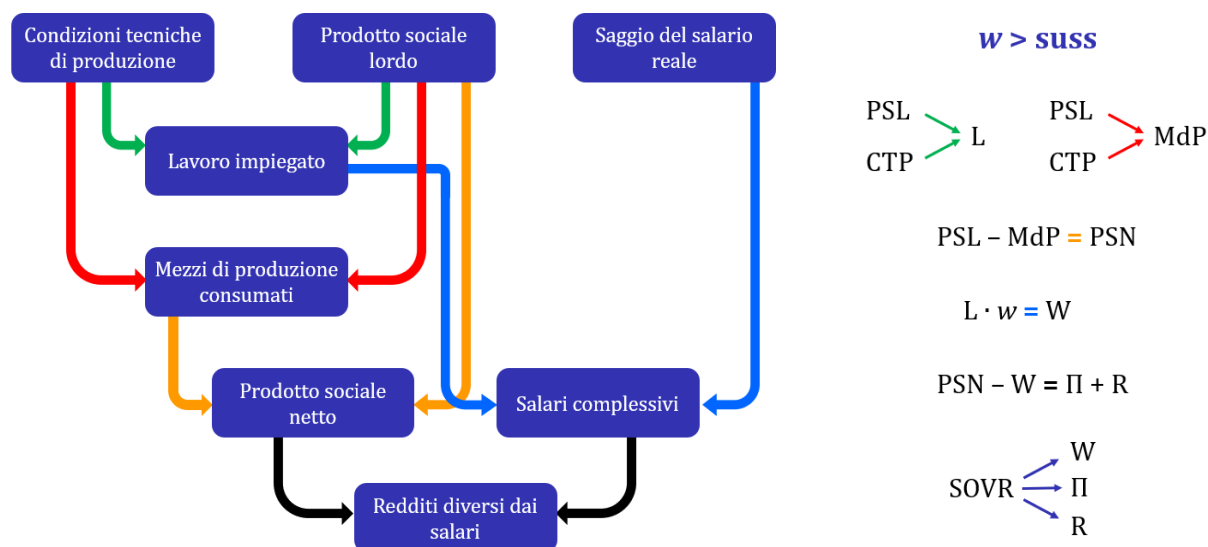 Condizioni tecniche
di produzione
Prodotto sociale
lordo
Saggio del salario
reale
Lavoro impiegato
Mezzi di produzione
consumati
Prodotto sociale
netto
Salari complessivi
Redditi diversi dai
salari
w > suss
PSL
CTP
L
PSL
CTP
MdP
PSL – MdP = PSN
L · w = W
PSN – W = Π + R
SOVR
W
Π
R